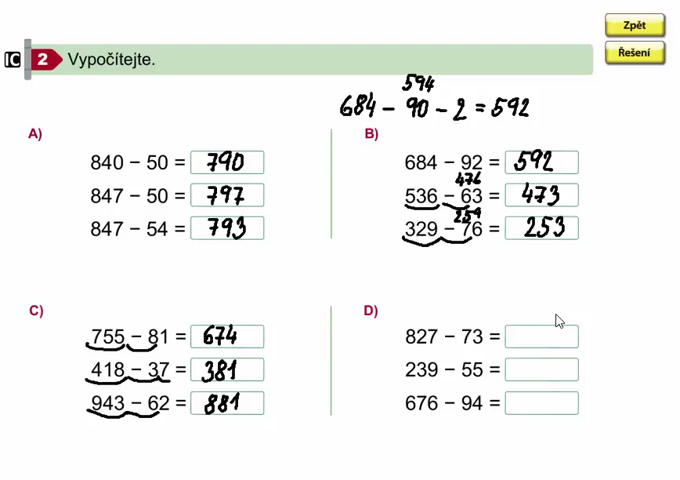 Zpět
Řešení
2 Vypočítejte.
594
684 - 90 - 2 = 592
A)
840 − 50 = 790
847 − 50 = 797
847 − 54 = 793
B)
684 − 92 = 592
476
536 − 63 = 473
259
329 − 76 = 253
C)
755 − 81 = 674
418 − 37 = 381
943 − 62 = 881
D)
827 − 73 =
239 − 55 =
676 − 94 =